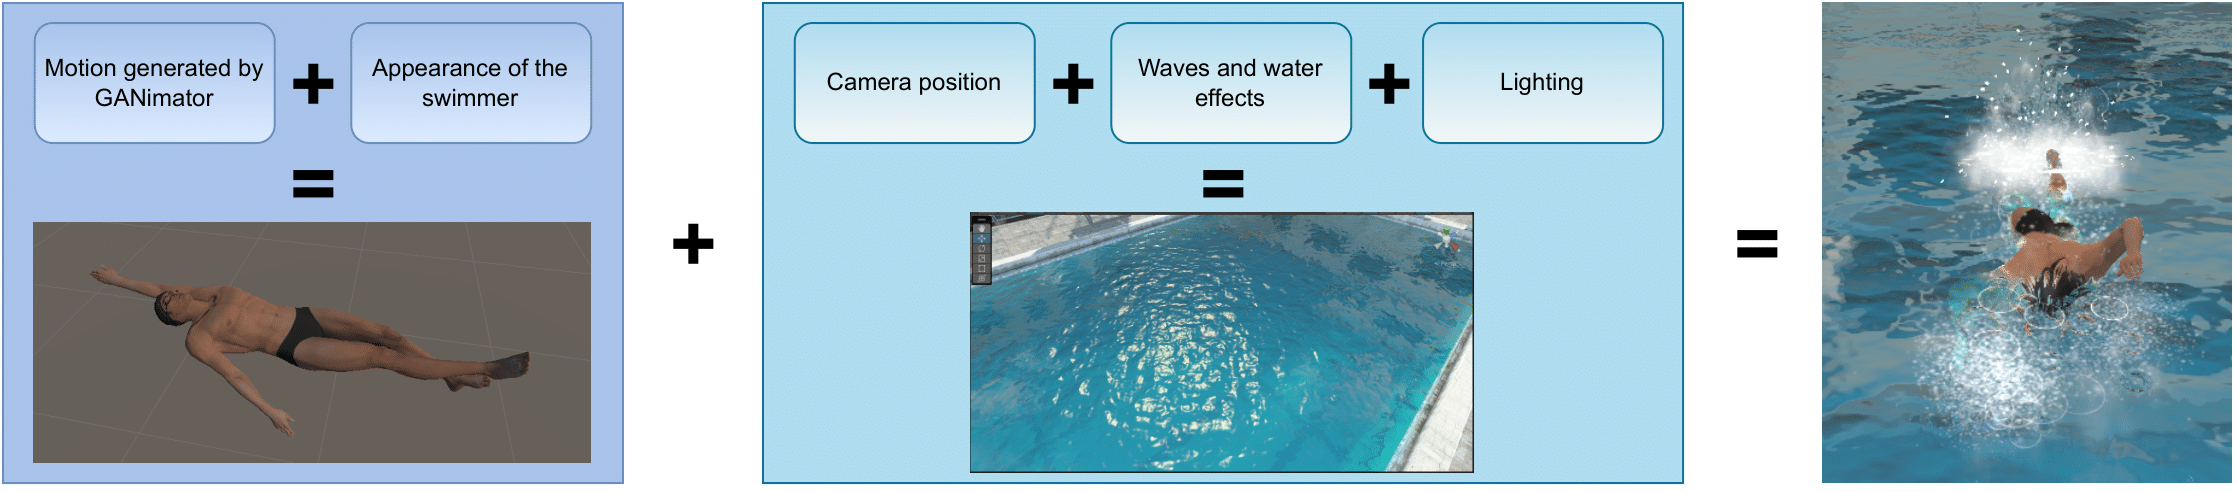 Motion generated by
GANimator
+
Appearance of the
swimmer
=
+
Camera position
+
Waves and water
effects
+
Lighting
=
=